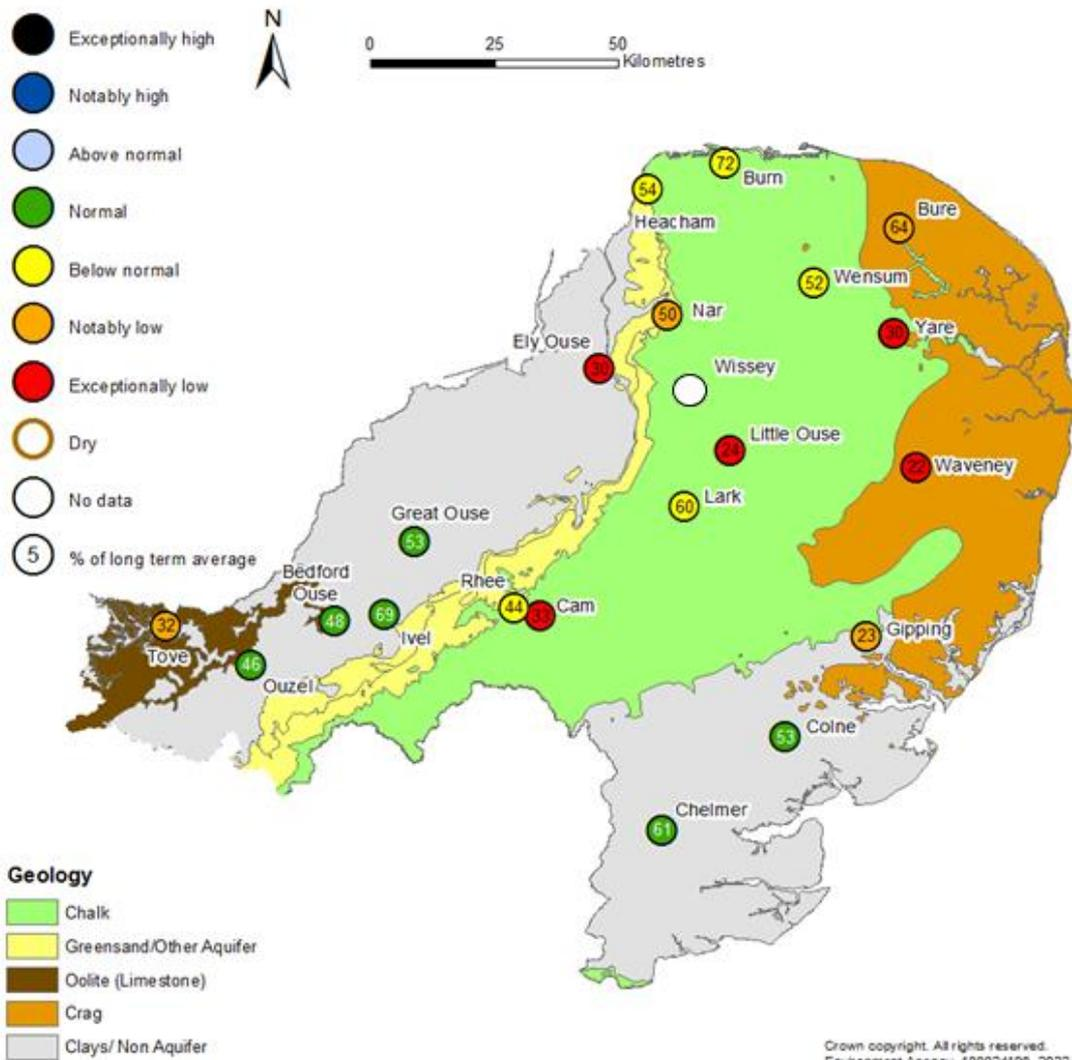 Exceptionally high
Notably high
Above normal
Normal
Below normal
Notably low
Exceptionally low
Dry
No data
5 % of long term average
N
0 25 50
Kilometres
72
Burn
54
Heacham
Bure
64
52
Wensum
50
Nar
30
Yare
Ely Ouse
30
Wissey
24
Little Ouse
22
Waveney
60
Lark
Great Ouse
53
Bedford
Ouse
48
69
Ivel
Rhee
44
33
Cam
32
Tove
46
Ouzel
23
Gipping
53
Colne
Chelmer
61
Geology
Chalk
Greensand/Other Aquifer
Oolite (Limestone)
Crag
Clays/ Non Aquifer
Crown copyright. All rights reserved.
Environment Agency